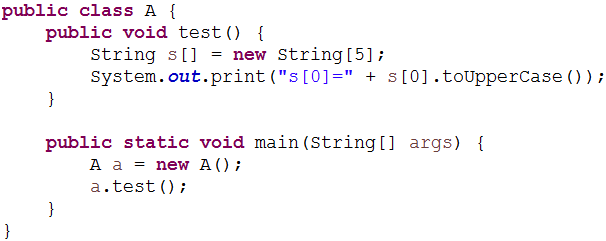 public class A {
    public void test() {
        String s[] = new String[5];
        System.out.print("s[0]=" + s[0].toUpperCase());
    }

    public static void main(String[] args) {
        A a = new A();
        a.test();
    }
}